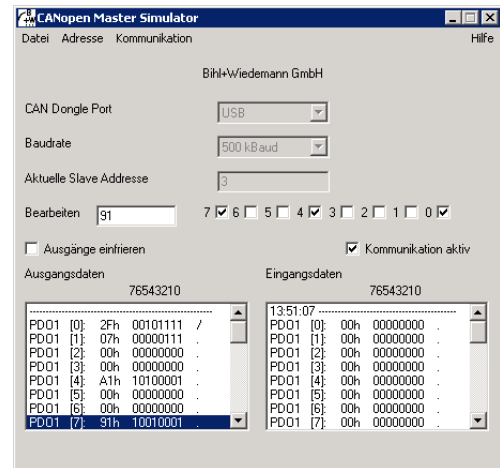 CANopen Master Simulator
Datei Adresse Kommunikation Hilfe
Bihl+Wiedemann GmbH
CAN Dongle Port USB
Baudrate 500 kBaud
Aktuelle Slave Addresse 3
Bearbeiten 91 7 6 5 4 3 2 1 0
Ausgänge einfrieren Kommunikation aktiv
Ausgangsdaten Eingangsdaten
76543210 76543210
------------------------------------------------ 13:51:07 ------------------------------------
PDO1 [0]: 2Fh 00101111 / PDO1 [0]: 00h 00000000 .
PDO1 [1]: 07h 00000111 . PDO1 [1]: 00h 00000000 .
PDO1 [2]: 00h 00000000 . PDO1 [2]: 00h 00000000 .
PDO1 [3]: 00h 00000000 . PDO1 [3]: 00h 00000000 .
PDO1 [4]: A1h 10100001 . PDO1 [4]: 00h 00000000 .
PDO1 [5]: 00h 00000000 . PDO1 [5]: 00h 00000000 .
PDO1 [6]: 00h 00000000 . PDO1 [6]: 00h 00000000 .
PDO1 [7]: 91h 10010001 . PDO1 [7]: 00h 00000000 .